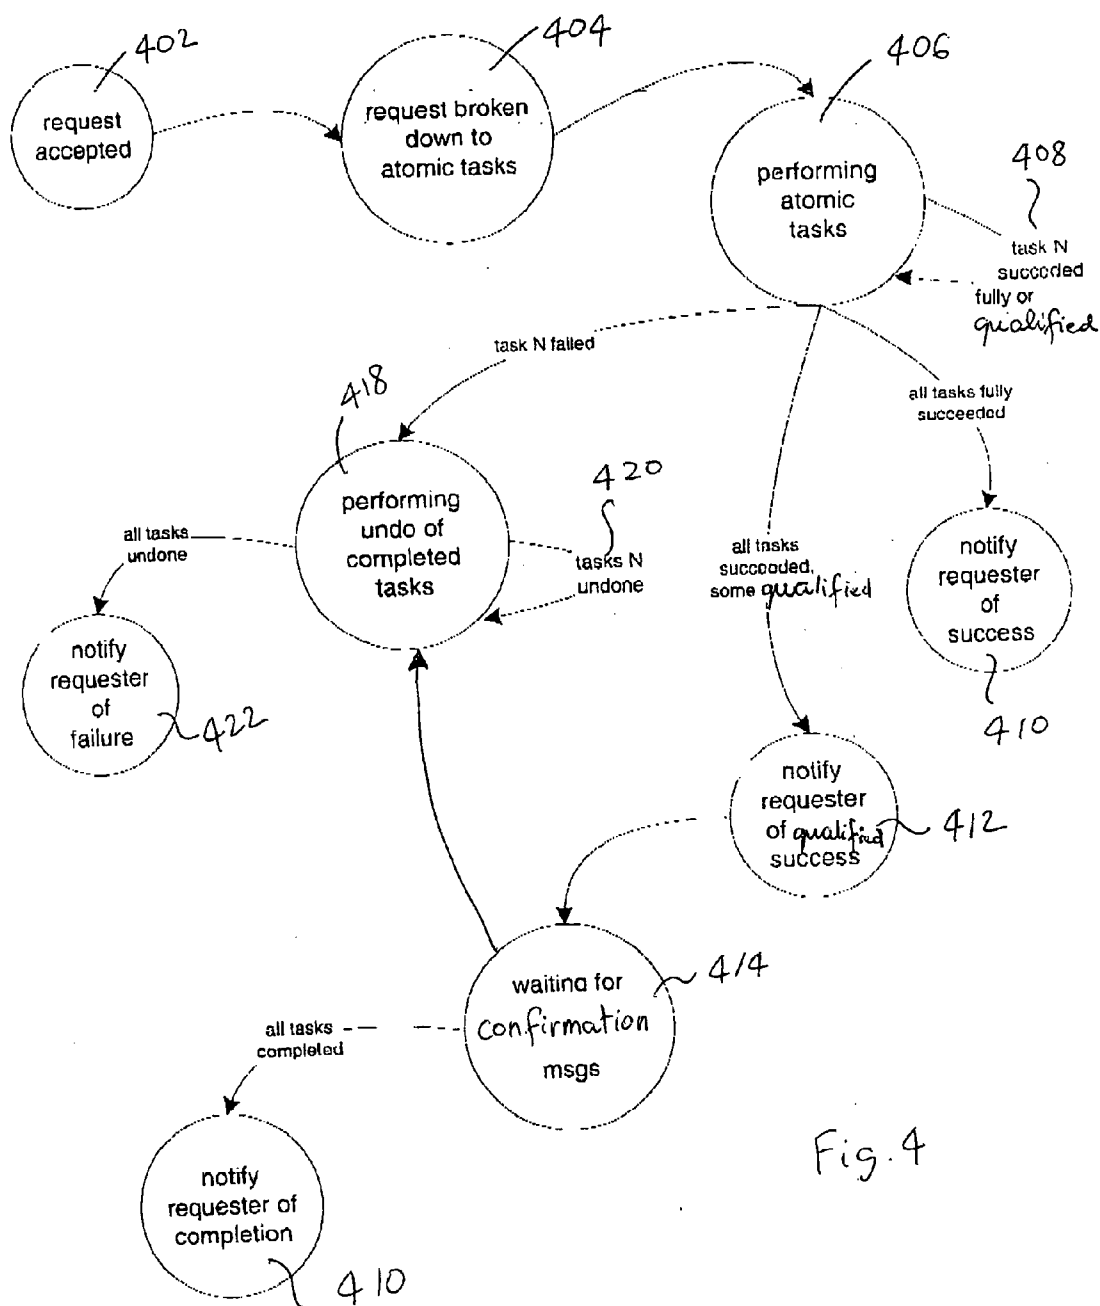 402
404
406
request
accepted
request broken
down to
atomic tasks
performing
atomic
tasks
408
task N
succeeded
fully or
qualified
task N failed
all tasks fully
succeeded
418
420
performing
undo of
completed
tasks
all tasks
undone
tasks N
undone
all tasks
succeeded,
some qualified
notify
requester
of
success
410
notify
requester
of
failure
422
notify
requester
of qualified
success
412
waiting for
confirmation
msgs
414
all tasks
completed
notify
requester of
completion
410
Fig. 4